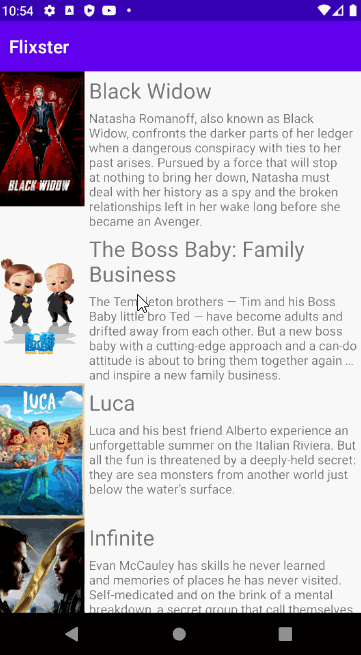 10:54
Flixster
Black Widow
Natasha Romanoff, also known as Black
Widow, confronts the darker parts of her ledger
when a dangerous conspiracy with ties to her
past arises. Pursued by a force that will stop
at nothing to bring her down, Natasha must
deal with her history as a spy and the broken
relationships left in her wake long before she
became an Avenger.
BLACK WIDOW
The Boss Baby: Family
Business
The Templeton brothers — Tim and his Boss
Baby little bro Ted — have become adults and
drifted away from each other. But a new boss
baby with a cutting-edge approach and a can-do
attitude is about to bring them together again …
and inspire a new family business.
LUCA
Luca
Luca and his best friend Alberto experience an
unforgettable summer on the Italian Riviera. But
all the fun is threatened by a deeply-held secret:
they are sea monsters from another world just
below the water's surface.
Infinite
Evan McCauley has skills he never learned
and memories of places he has never visited.
Self-medicated and on the brink of a mental
breakdown, a secret group that call themselves